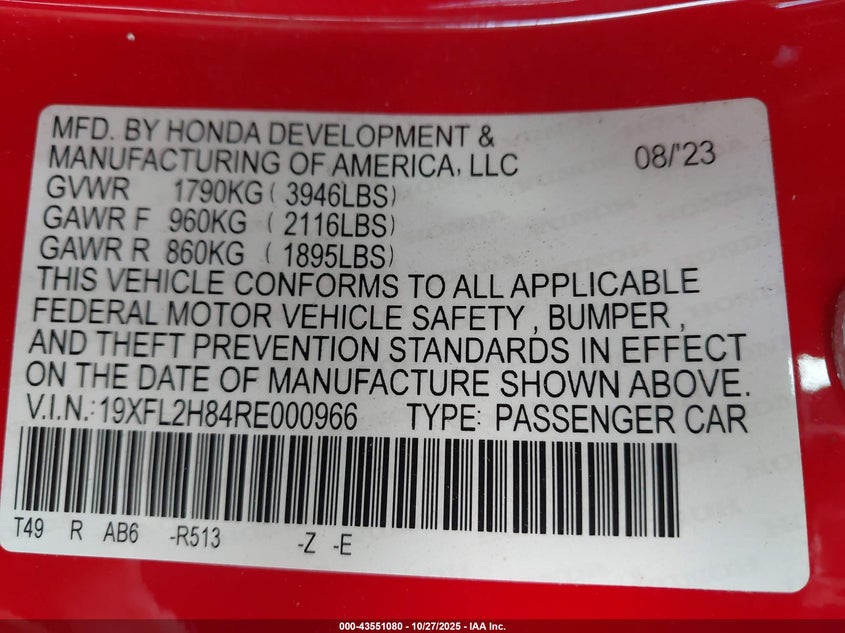 MFD. BY HONDA DEVELOPMENT &
MANUFACTURING OF AMERICA, LLC 08/'23
GVWR 1790KG ( 3946LBS)
GAWR F 960KG ( 2116LBS)
GAWR R 860KG ( 1895LBS)
THIS VEHICLE CONFORMS TO ALL APPLICABLE
FEDERAL MOTOR VEHICLE SAFETY , BUMPER ,
AND THEFT PREVENTION STANDARDS IN EFFECT
ON THE DATE OF MANUFACTURE SHOWN ABOVE.
V.I.N.: 19XFL2H84RE000966 TYPE: PASSENGER CAR
T49 R AB6 -R513 -Z -E
000-43551080 - 10/27/2025 - IAA Inc.